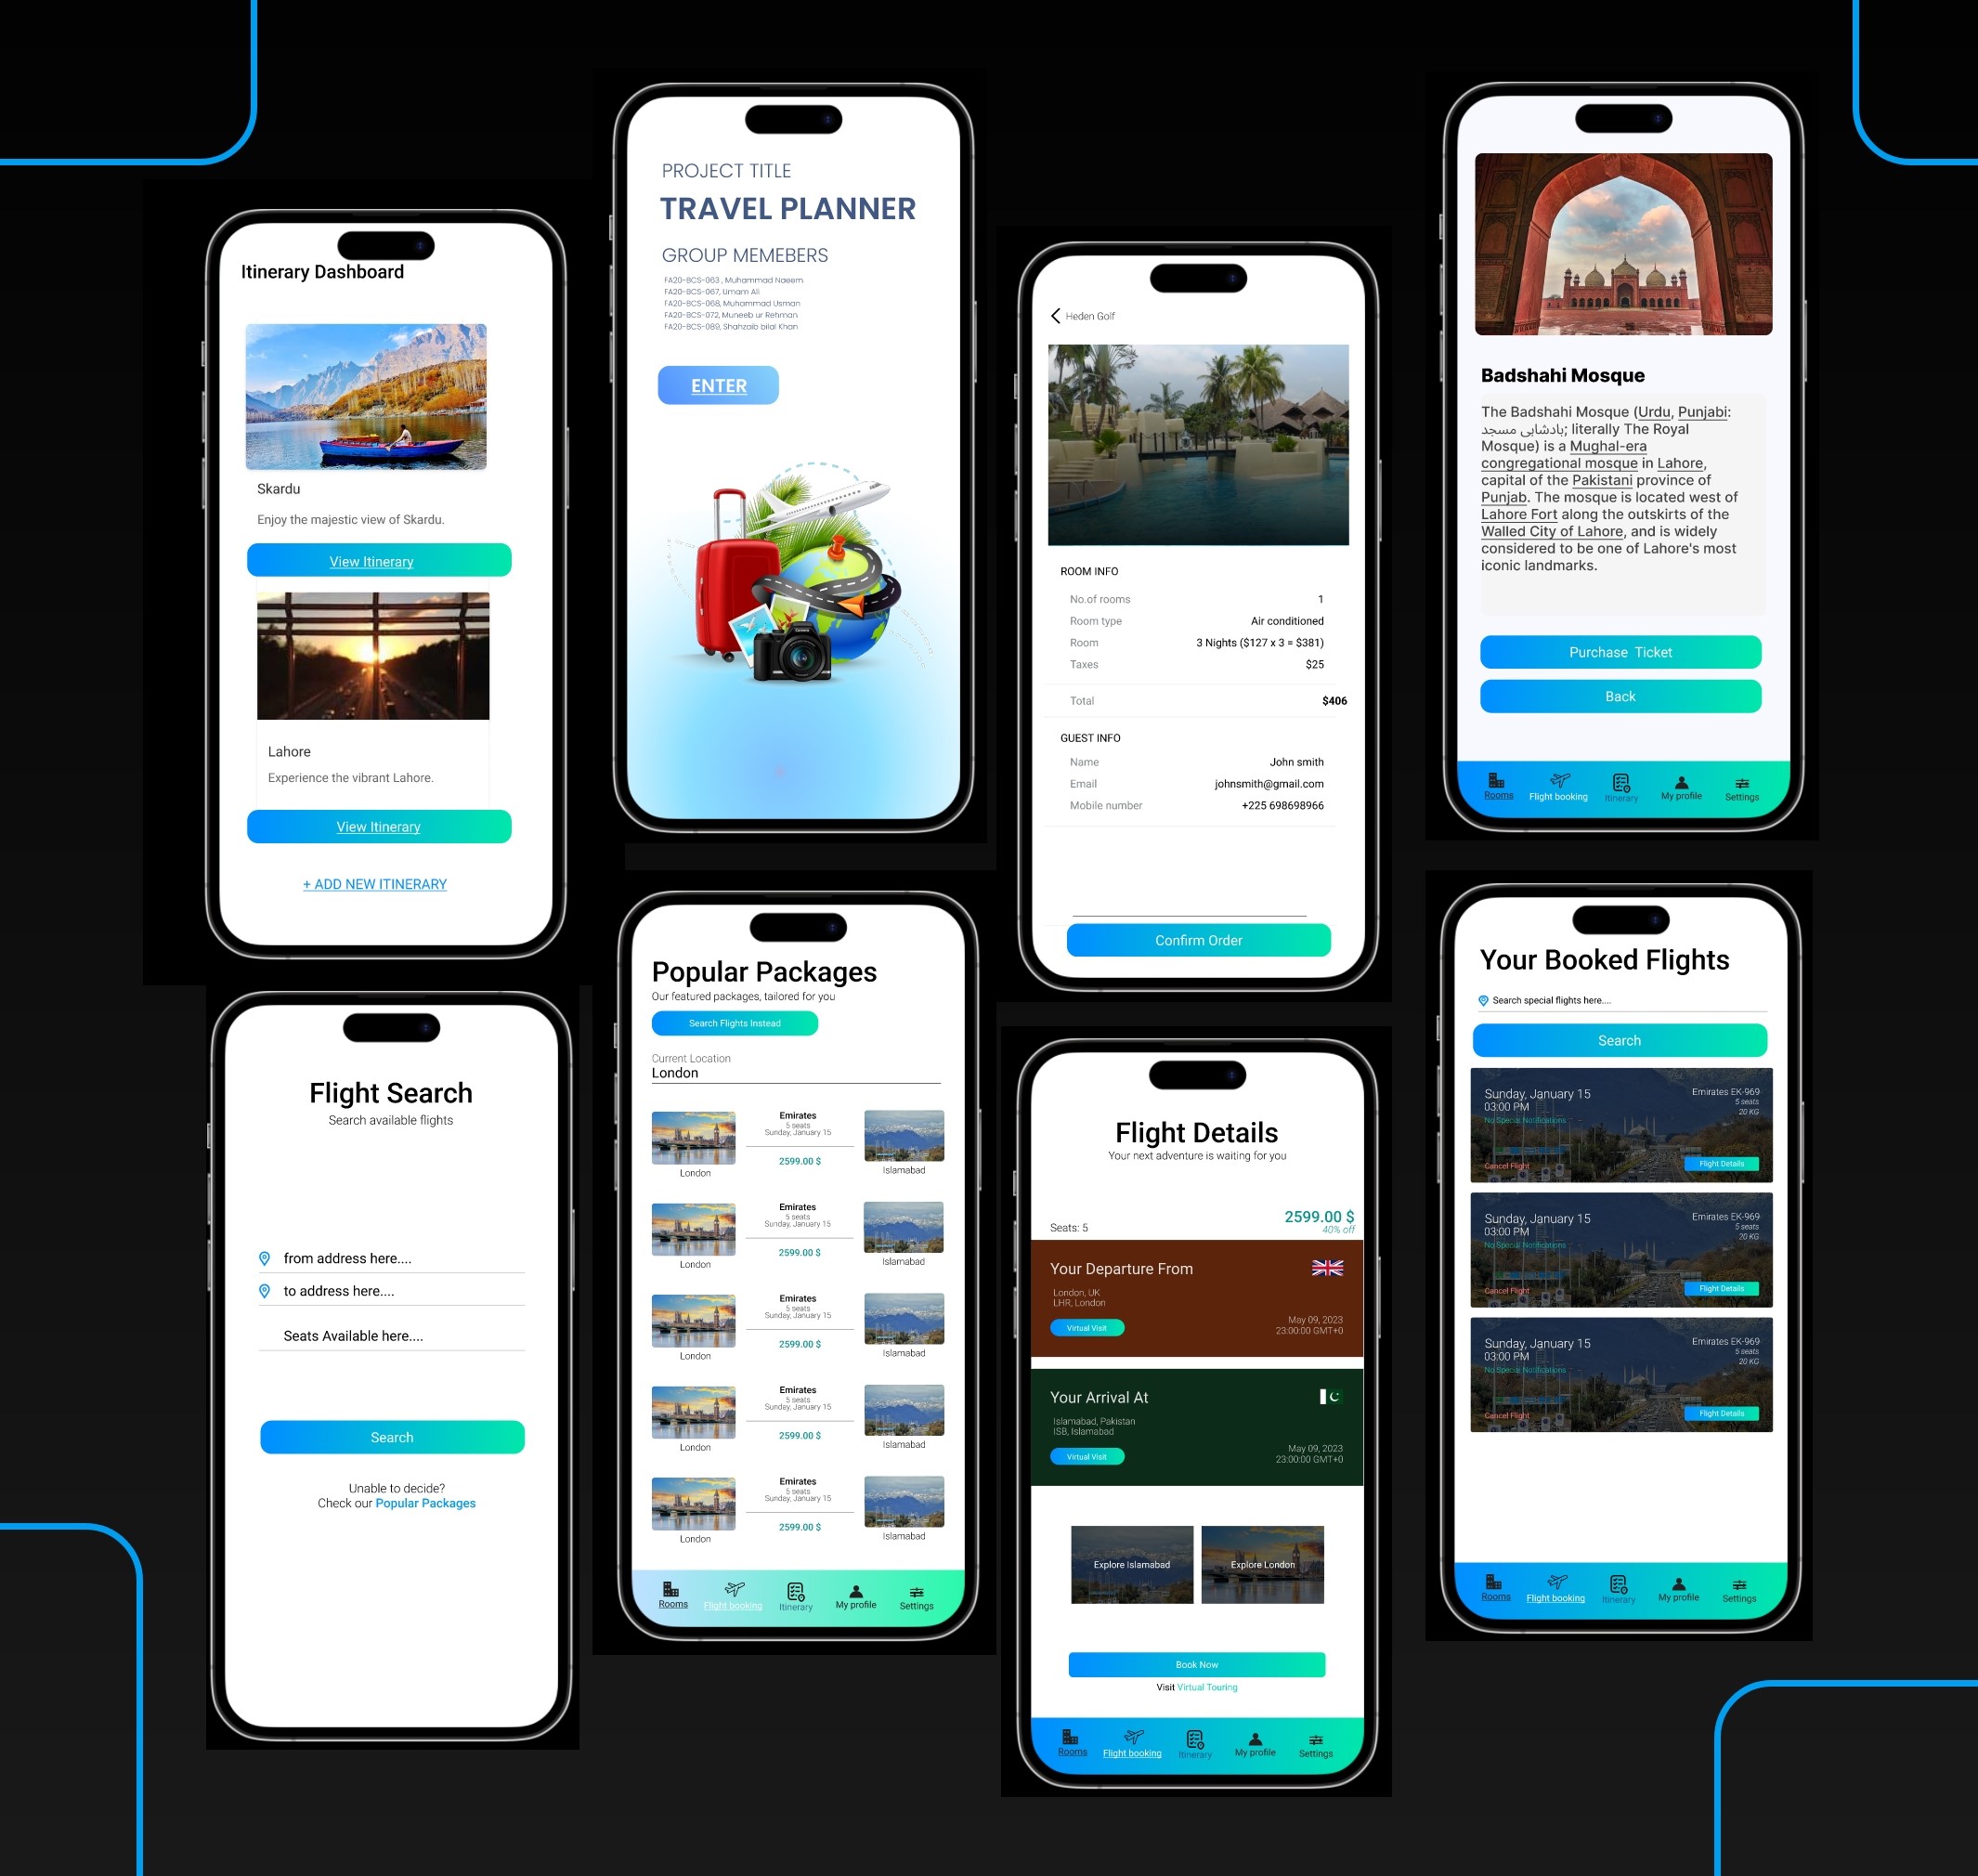 Itinerary Dashboard
Skardu
Enjoy the majestic view of Skardu.
View Itinerary
Lahore
Experience the vibrant Lahore.
View Itinerary
+ ADD NEW ITINERARY
PROJECT TITLE
TRAVEL PLANNER
GROUP MEMEBERS
FA20-BCS-063 , Muhammad Naeem
FA20-BCS-067, Umam Ali
FA20-BCS-068, Muhammad Usman
FA20-BCS-072, Muneeb ur Rehman
FA20-BCS-089, Shahzaib bilal Khan
ENTER
Heden Golf
ROOM INFO
No.of rooms 1
Room type Air conditioned
Room 3 Nights ($127 x 3 = $381)
Taxes $25
Total $406
GUEST INFO
Name John smith
Email johnsmith@gmail.com
Mobile number +225 698698966
Confirm Order
Badshahi Mosque
The Badshahi Mosque (Urdu, Punjabi:
بادشاہی مسجد; literally The Royal
Mosque) is a Mughal-era
congregational mosque in Lahore,
capital of the Pakistani province of
Punjab. The mosque is located west of
Lahore Fort along the outskirts of the
Walled City of Lahore, and is widely
considered to be one of Lahore's most
iconic landmarks.
Purchase Ticket
Back
Rooms Flight booking Itinerary My profile Settings
Flight Search
Search available flights
from address here....
to address here....
Seats Available here....
Search
Unable to decide?
Check our Popular Packages
Popular Packages
Our featured packages, tailored for you
Search Flights Instead
Current Location
London
Emirates
5 seats
Sunday, January 15
2599.00 $
London Islamabad
Emirates
5 seats
Sunday, January 15
2599.00 $
London Islamabad
Emirates
5 seats
Sunday, January 15
2599.00 $
London Islamabad
Emirates
5 seats
Sunday, January 15
2599.00 $
London Islamabad
Emirates
5 seats
Sunday, January 15
2599.00 $
London Islamabad
Rooms Flight booking Itinerary My profile Settings
Flight Details
Your next adventure is waiting for you
2599.00 $
Seats: 5 40% off
Your Departure From
London, UK
LHR, London
May 09, 2023
Virtual Visit 23:00:00 GMT+0
Your Arrival At
Islamabad, Pakistan
ISB, Islamabad
May 09, 2023
Virtual Visit 23:00:00 GMT+0
Explore Islamabad Explore London
Book Now
Visit Virtual Touring
Rooms Flight booking Itinerary My profile Settings
Your Booked Flights
Search special flights here....
Search
Sunday, January 15 Emirates EK-969
03:00 PM 5 seats
20 KG
No Special Notifications
Cancel Flight Flight Details
Sunday, January 15 Emirates EK-969
03:00 PM 5 seats
20 KG
No Special Notifications
Cancel Flight Flight Details
Sunday, January 15 Emirates EK-969
03:00 PM 5 seats
20 KG
No Special Notifications
Cancel Flight Flight Details
Rooms Flight booking Itinerary My profile Settings